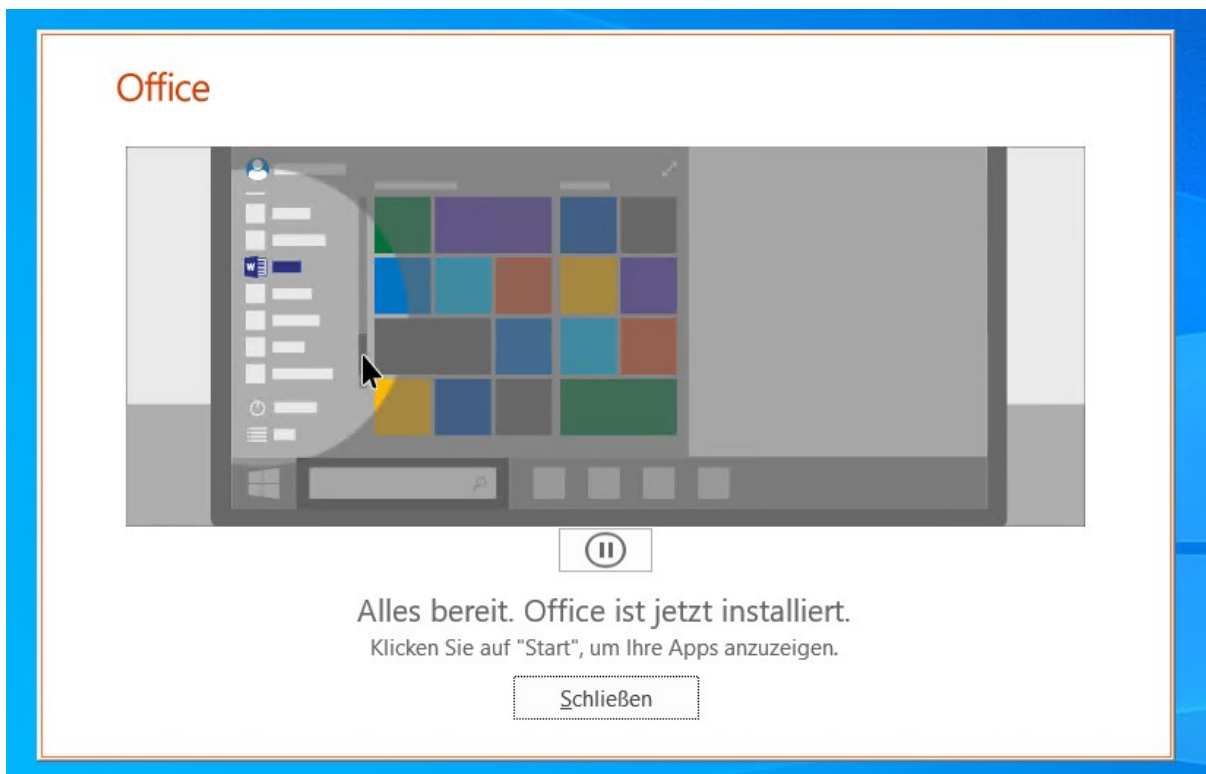 Office
W
Alles bereit. Office ist jetzt installiert.
Klicken Sie auf "Start", um Ihre Apps anzuzeigen.
Schließen